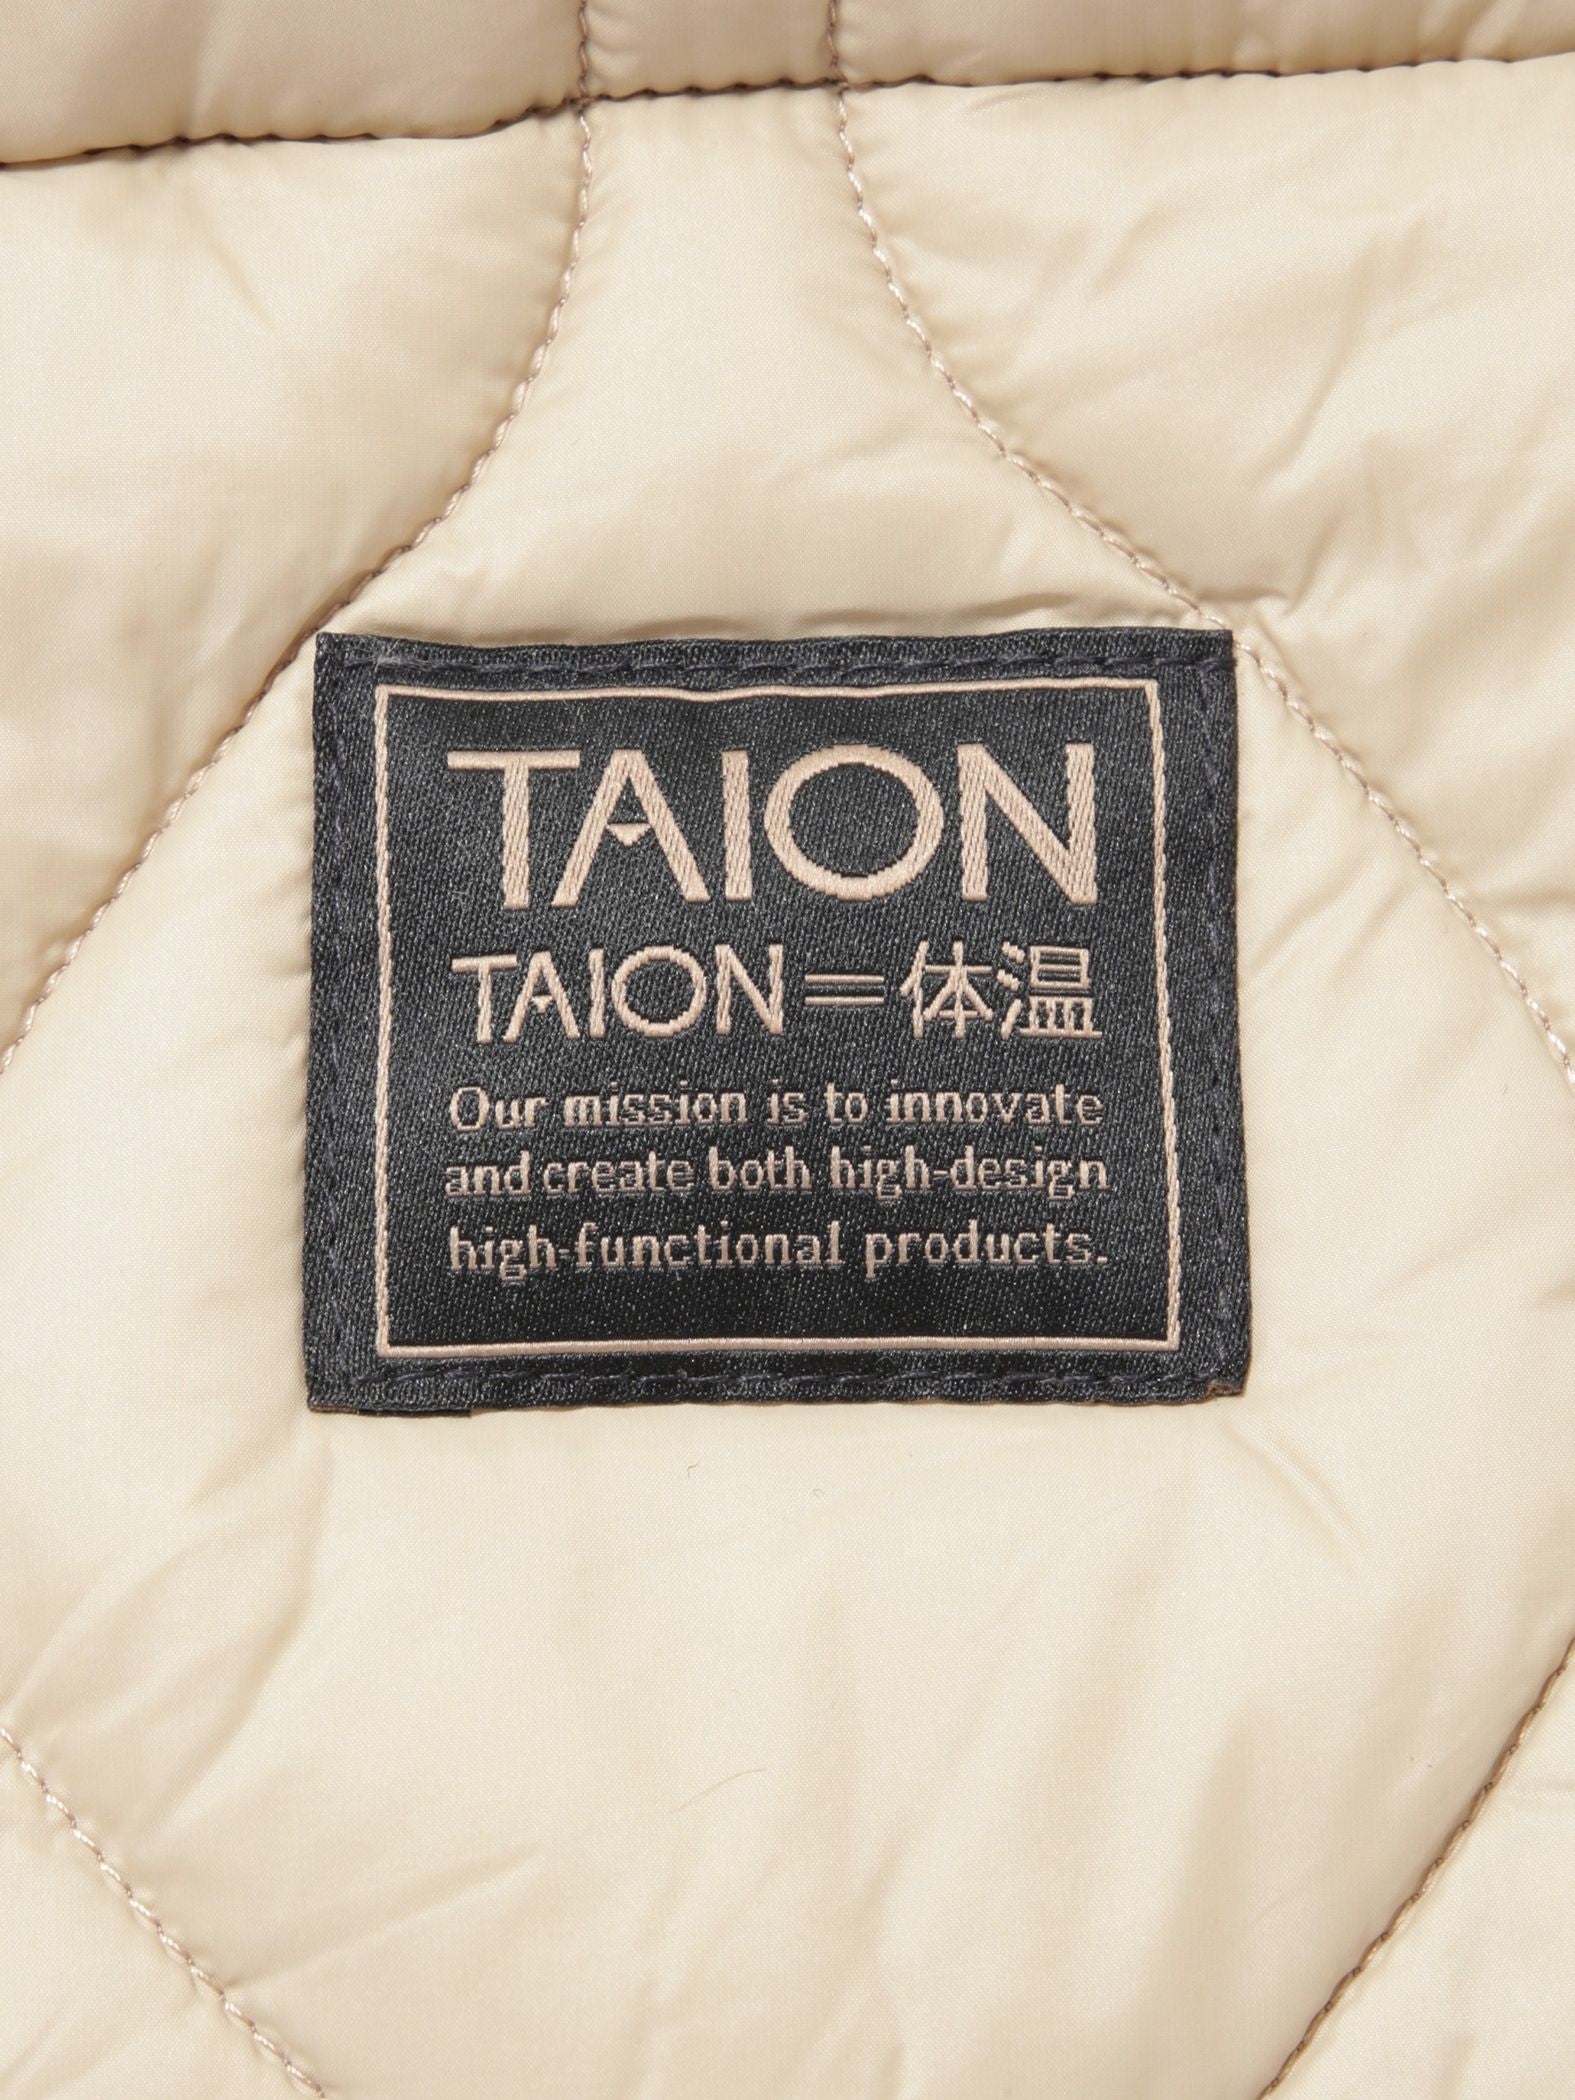 TAION
TAION=体温
Our mission is to innovate
and create both high-design
high-functional products.